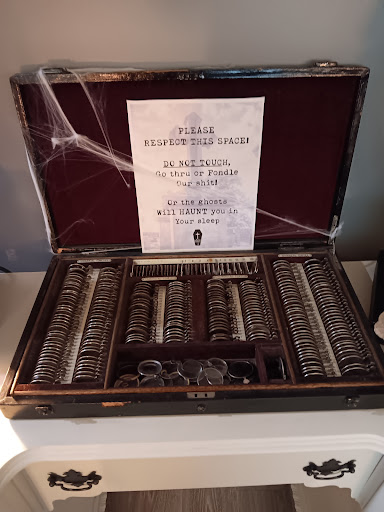 PLEASE
RESPECT THIS SPACE!
DO NOT TOUCH,
Go thru or Fondle
Our shit!
Or the ghosts
Will HAUNT you in
Your sleep